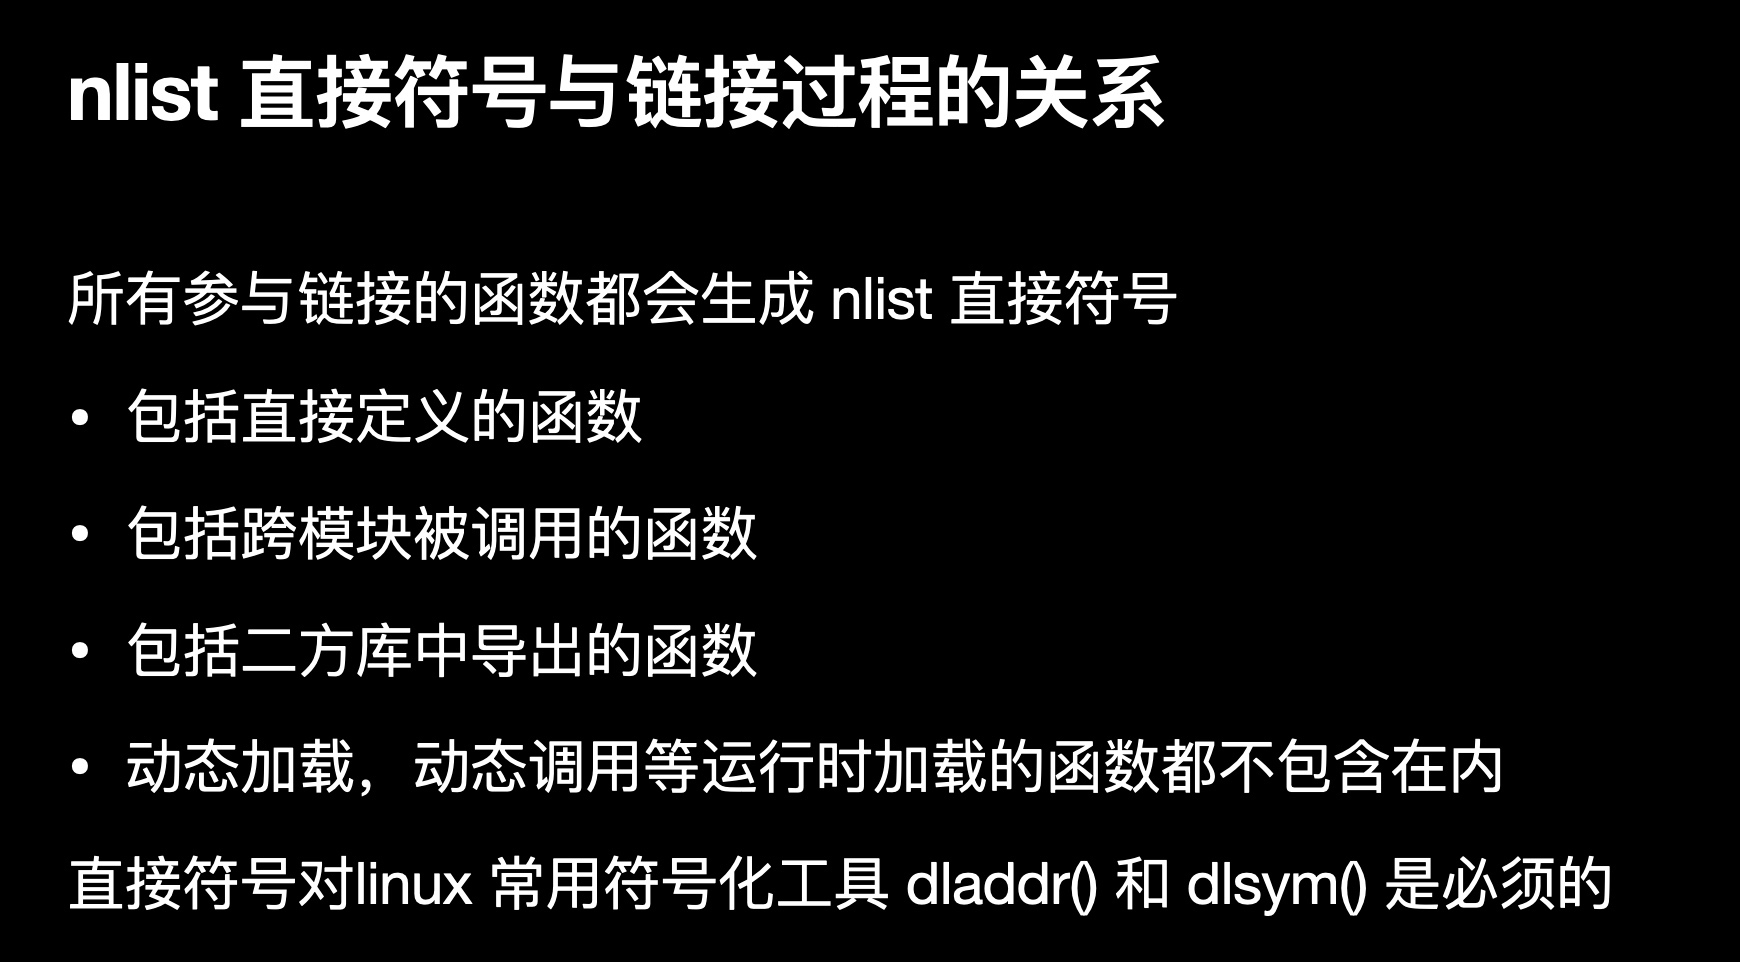 nlist 直接符号与链接过程的关系
所有参与链接的函数都会生成 nlist 直接符号
• 包括直接定义的函数
• 包括跨模块被调用的函数
• 包括二方库中导出的函数
• 动态加载，动态调用等运行时加载的函数都不包含在内
直接符号对linux 常用符号化工具 dladdr() 和 dlsym() 是必须的